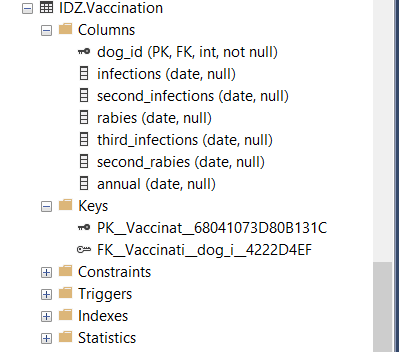 IDZ.Vaccination
Columns
dog_id (PK, FK, int, not null)
infections (date, null)
second_infections (date, null)
rabies (date, null)
third_infections (date, null)
second_rabies (date, null)
annual (date, null)
Keys
PK__Vaccinat__68041073D80B131C
FK__Vaccinati__dog_i__4222D4EF
Constraints
Triggers
Indexes
Statistics